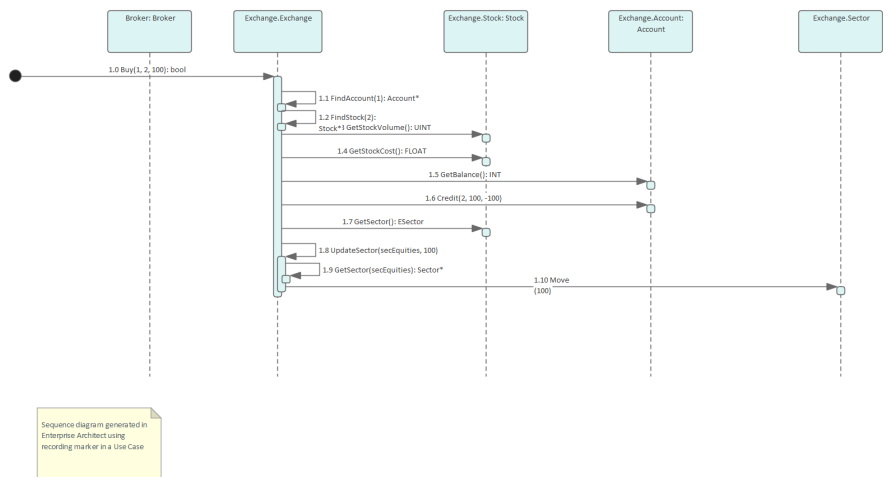 Broker: Broker
Exchange.Exchange
Exchange.Stock: Stock
Exchange.Account:
Account
Exchange.Sector
1.0 Buy(1, 2, 100): bool
1.1 FindAccount(1): Account*
1.2 FindStock(2):
Stock*
GetStockVolume(): UINT
1.4 GetStockCost(): FLOAT
1.5 GetBalance(): INT
1.6 Credit(2, 100, -100)
1.7 GetSector(): ESector
1.8 UpdateSector(secEquities, 100)
1.9 GetSector(secEquities): Sector*
1.10 Move
(100)
Sequence diagram generated in
Enterprise Architect using
recording marker in a Use Case